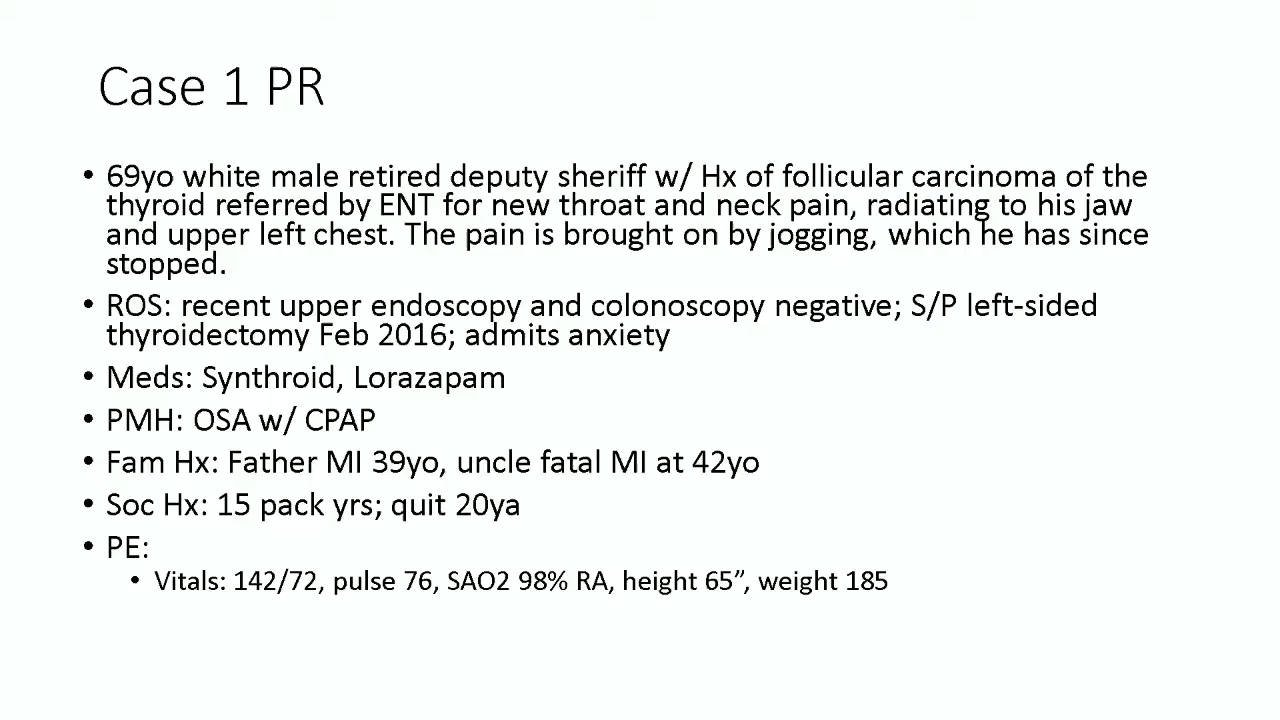 Case 1 PR
• 69yo white male retired deputy sheriff w/ Hx of follicular carcinoma of the
thyroid referred by ENT for new throat and neck pain, radiating to his jaw
and upper left chest. The pain is brought on by jogging, which he has since
stopped.
• ROS: recent upper endoscopy and colonoscopy negative; S/P left-sided
thyroidectomy Feb 2016; admits anxiety
• Meds: Synthroid, Lorazapam
• PMH: OSA w/ CPAP
• Fam Hx: Father MI 39yo, uncle fatal MI at 42yo
• Soc Hx: 15 pack yrs; quit 20ya
• PE:
• Vitals: 142/72, pulse 76, SAO2 98% RA, height 65”, weight 185